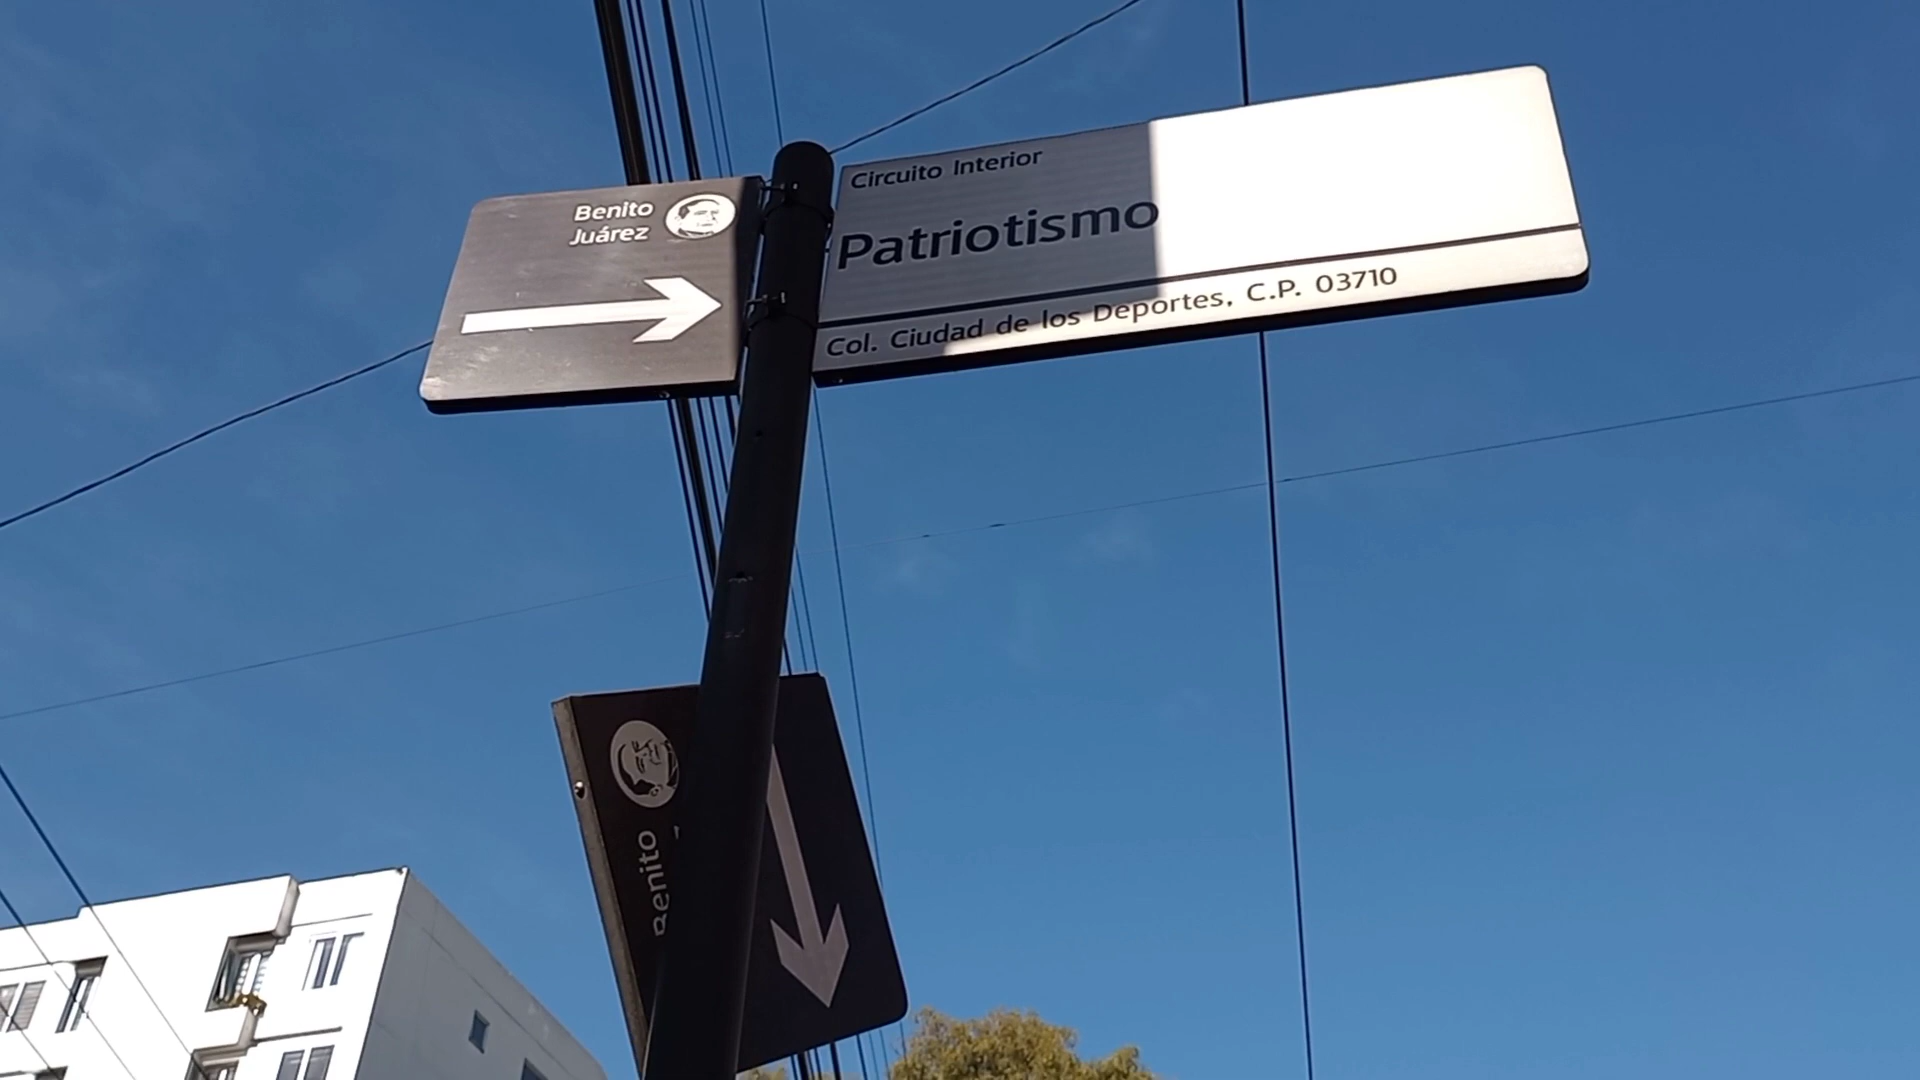 Benito
Juárez
Circuito Interior
Patriotismo
Col. Ciudad de los Deportes, C.P. 03710
Benito